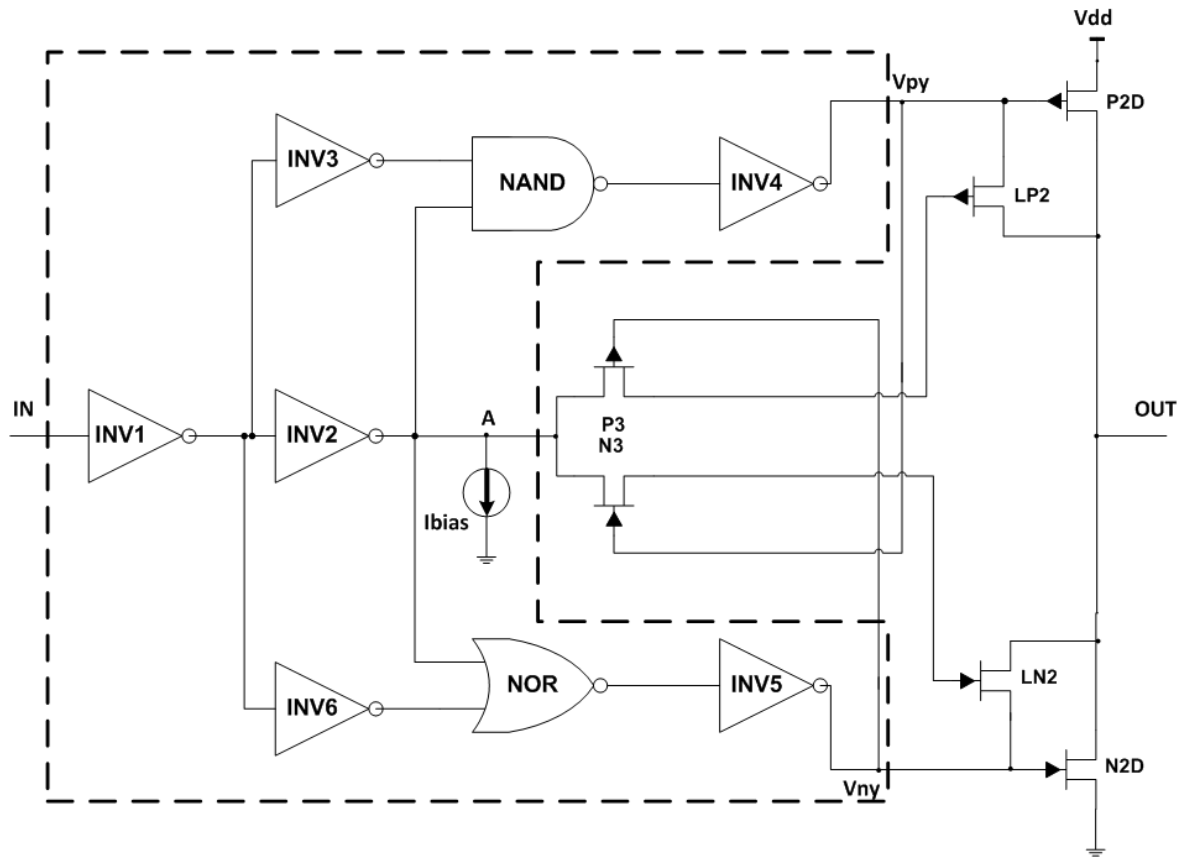 Vdd
Vpy
P2D
INV3
NAND
INV4
LP2
IN
INV1
INV2
A
P3
N3
OUT
Ibias
INV6
NOR
INV5
LN2
Vny
N2D